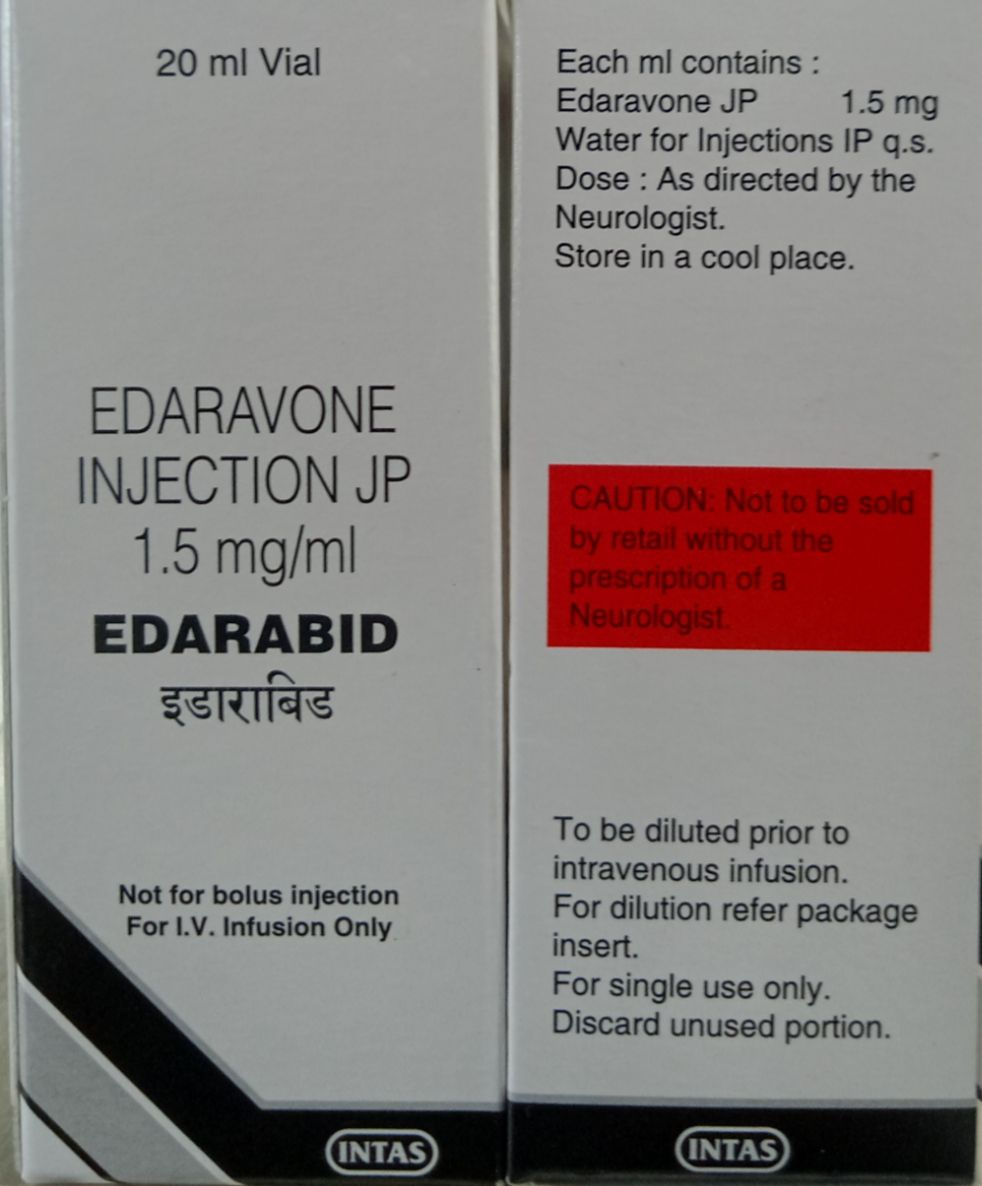 20 ml Vial
EDARAVONE
INJECTION JP
1.5 mg/ml
EDARABID
इडाराबिड
Not for bolus injection
For I.V. Infusion Only
INTAS
Each ml contains :
Edaravone JP 1.5 mg
Water for Injections IP q.s.
Dose : As directed by the
Neurologist.
Store in a cool place.
CAUTION: Not to be sold
by retail without the
prescription of a
Neurologist.
To be diluted prior to
intravenous infusion.
For dilution refer package
insert.
For single use only.
Discard unused portion.
INTAS